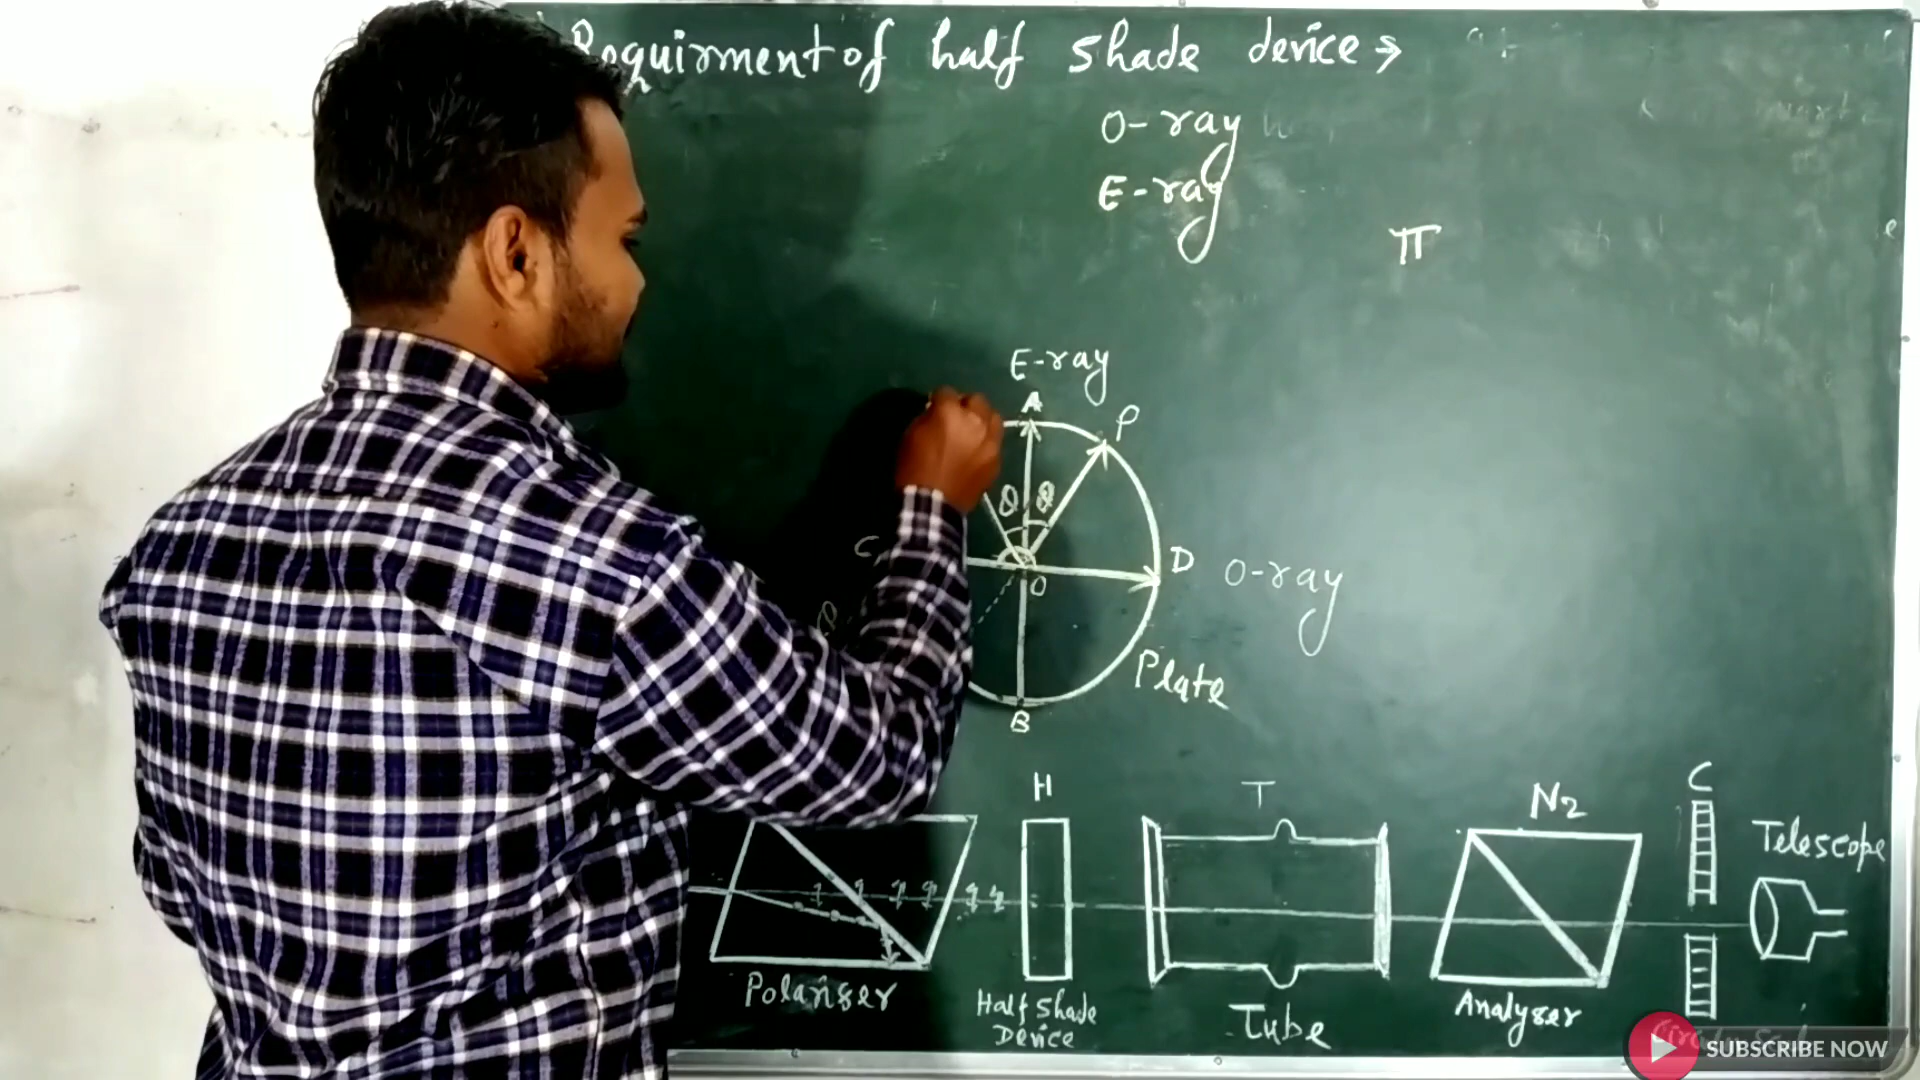 Requirment of half shade device →
O-ray
E-ray
π
E-ray
A
P
θ θ
C
D
O-ray
O
Plate
B
H
T
N2
C
Telescope
Polariser
Half Shade
Device
Tube
Analyser
SUBSCRIBE NOW